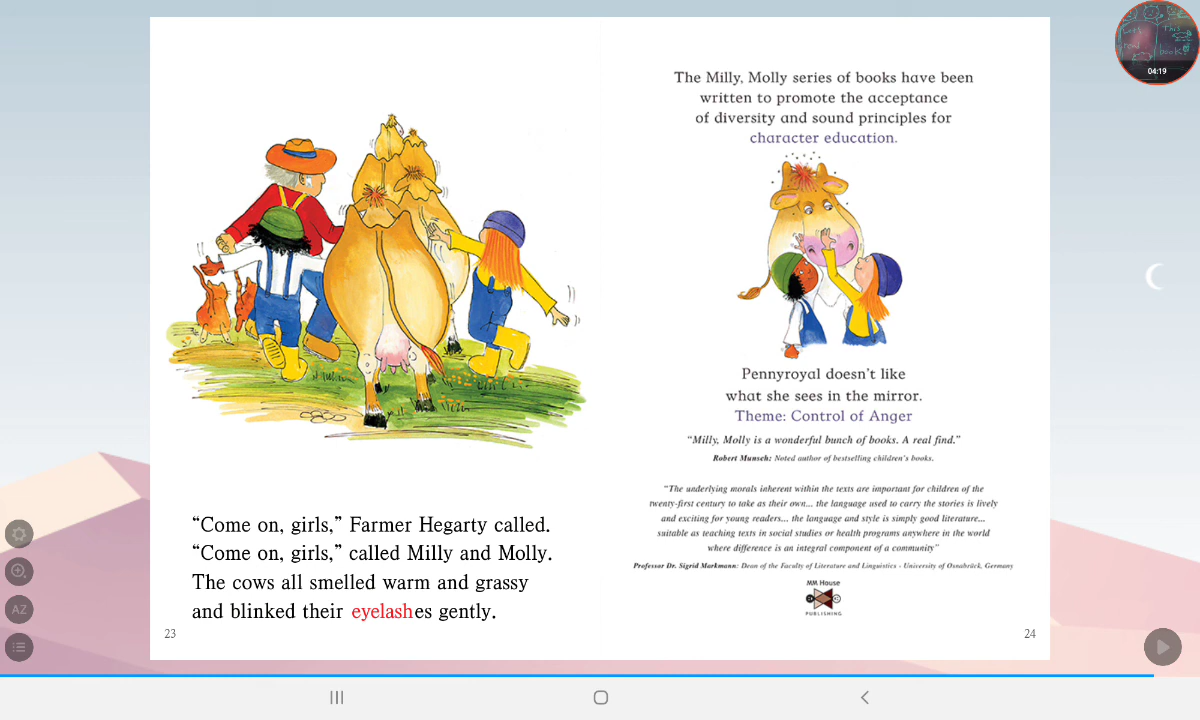 “Come on, girls,” Farmer Hegarty called.
“Come on, girls,” called Milly and Molly.
The cows all smelled warm and grassy
and blinked their eyelashes gently.
23
The Milly, Molly series of books have been
written to promote the acceptance
of diversity and sound principles for
character education.
Pennyroyal doesn't like
what she sees in the mirror.
Theme: Control of Anger
“Milly, Molly is a wonderful bunch of books. A real find.”
Robert Munsch: Noted author of bestselling children's books.
“The underlying morals inherent within the texts are important for children of the
twenty-first century to take as their own... the language used to carry the stories is lively
and exciting for young readers... the language and style is simply good literature...
suitable as teaching texts in social studies or health programs anywhere in the world
where difference is an integral component of a community”
Professor Dr. Sigrid Markmann: Dean of the Faculty of Literature and Linguistics - University of Osnabrück, Germany
MM House
PUBLISHING
24
AZ
read
This
book
04:19